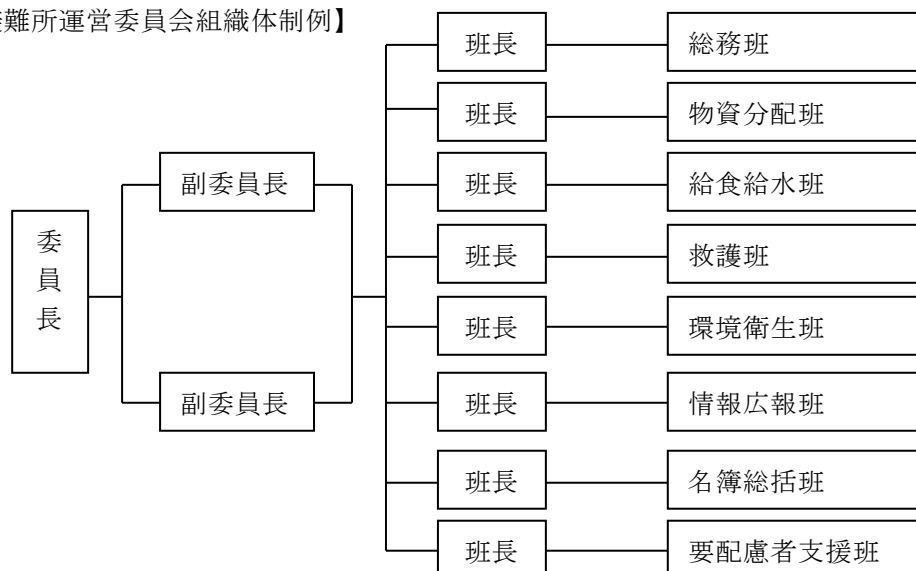 難所運営委員会組織体制例】
委員長
副委員長
副委員長
班長 総務班
班長 物資分配班
班長 給食給水班
班長 救護班
班長 環境衛生班
班長 情報広報班
班長 名簿総括班
班長 要配慮者支援班